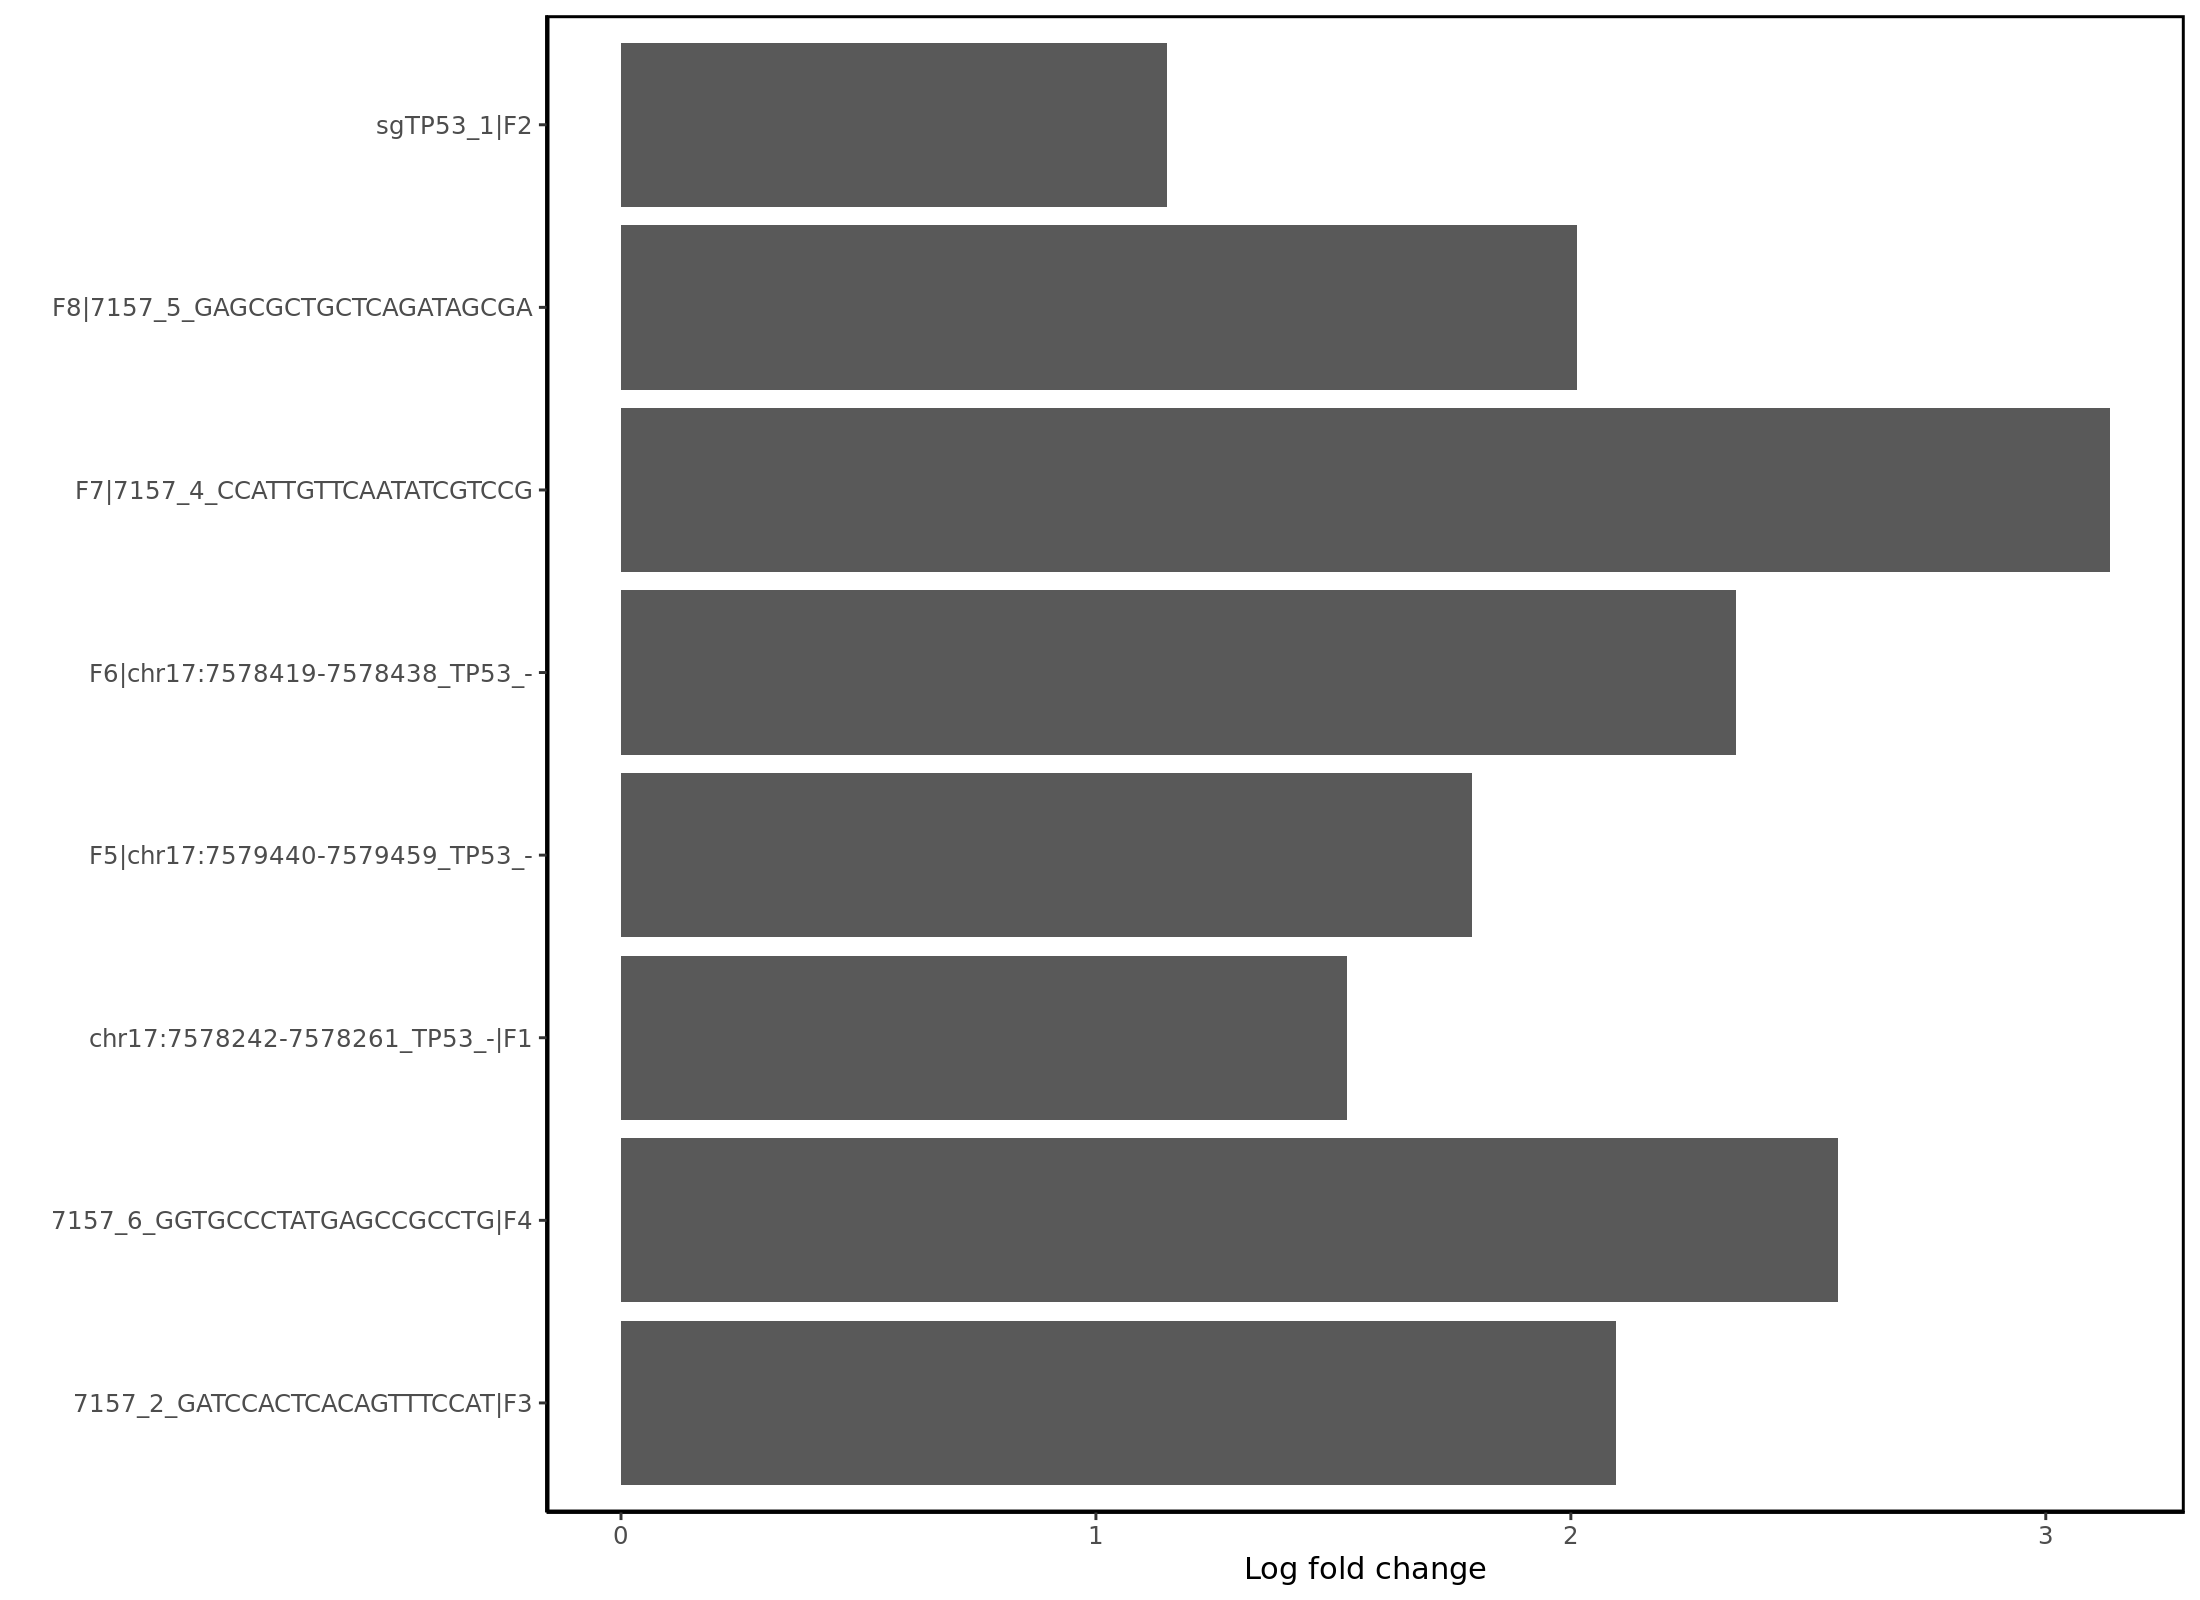 sgTP53_1|F2
F8|7157_5_GAGCGCTGCTCAGATAGCGA
F7|7157_4_CCATTGTTCAATATCGTCCG
F6|chr17:7578419-7578438_TP53_-
F5|chr17:7579440-7579459_TP53_-
chr17:7578242-7578261_TP53_-|F1
7157_6_GGTGCCCTATGAGCCGCCTG|F4
7157_2_GATCCACTCACAGTTTCCAT|F3
0 1 2 3
Log fold change